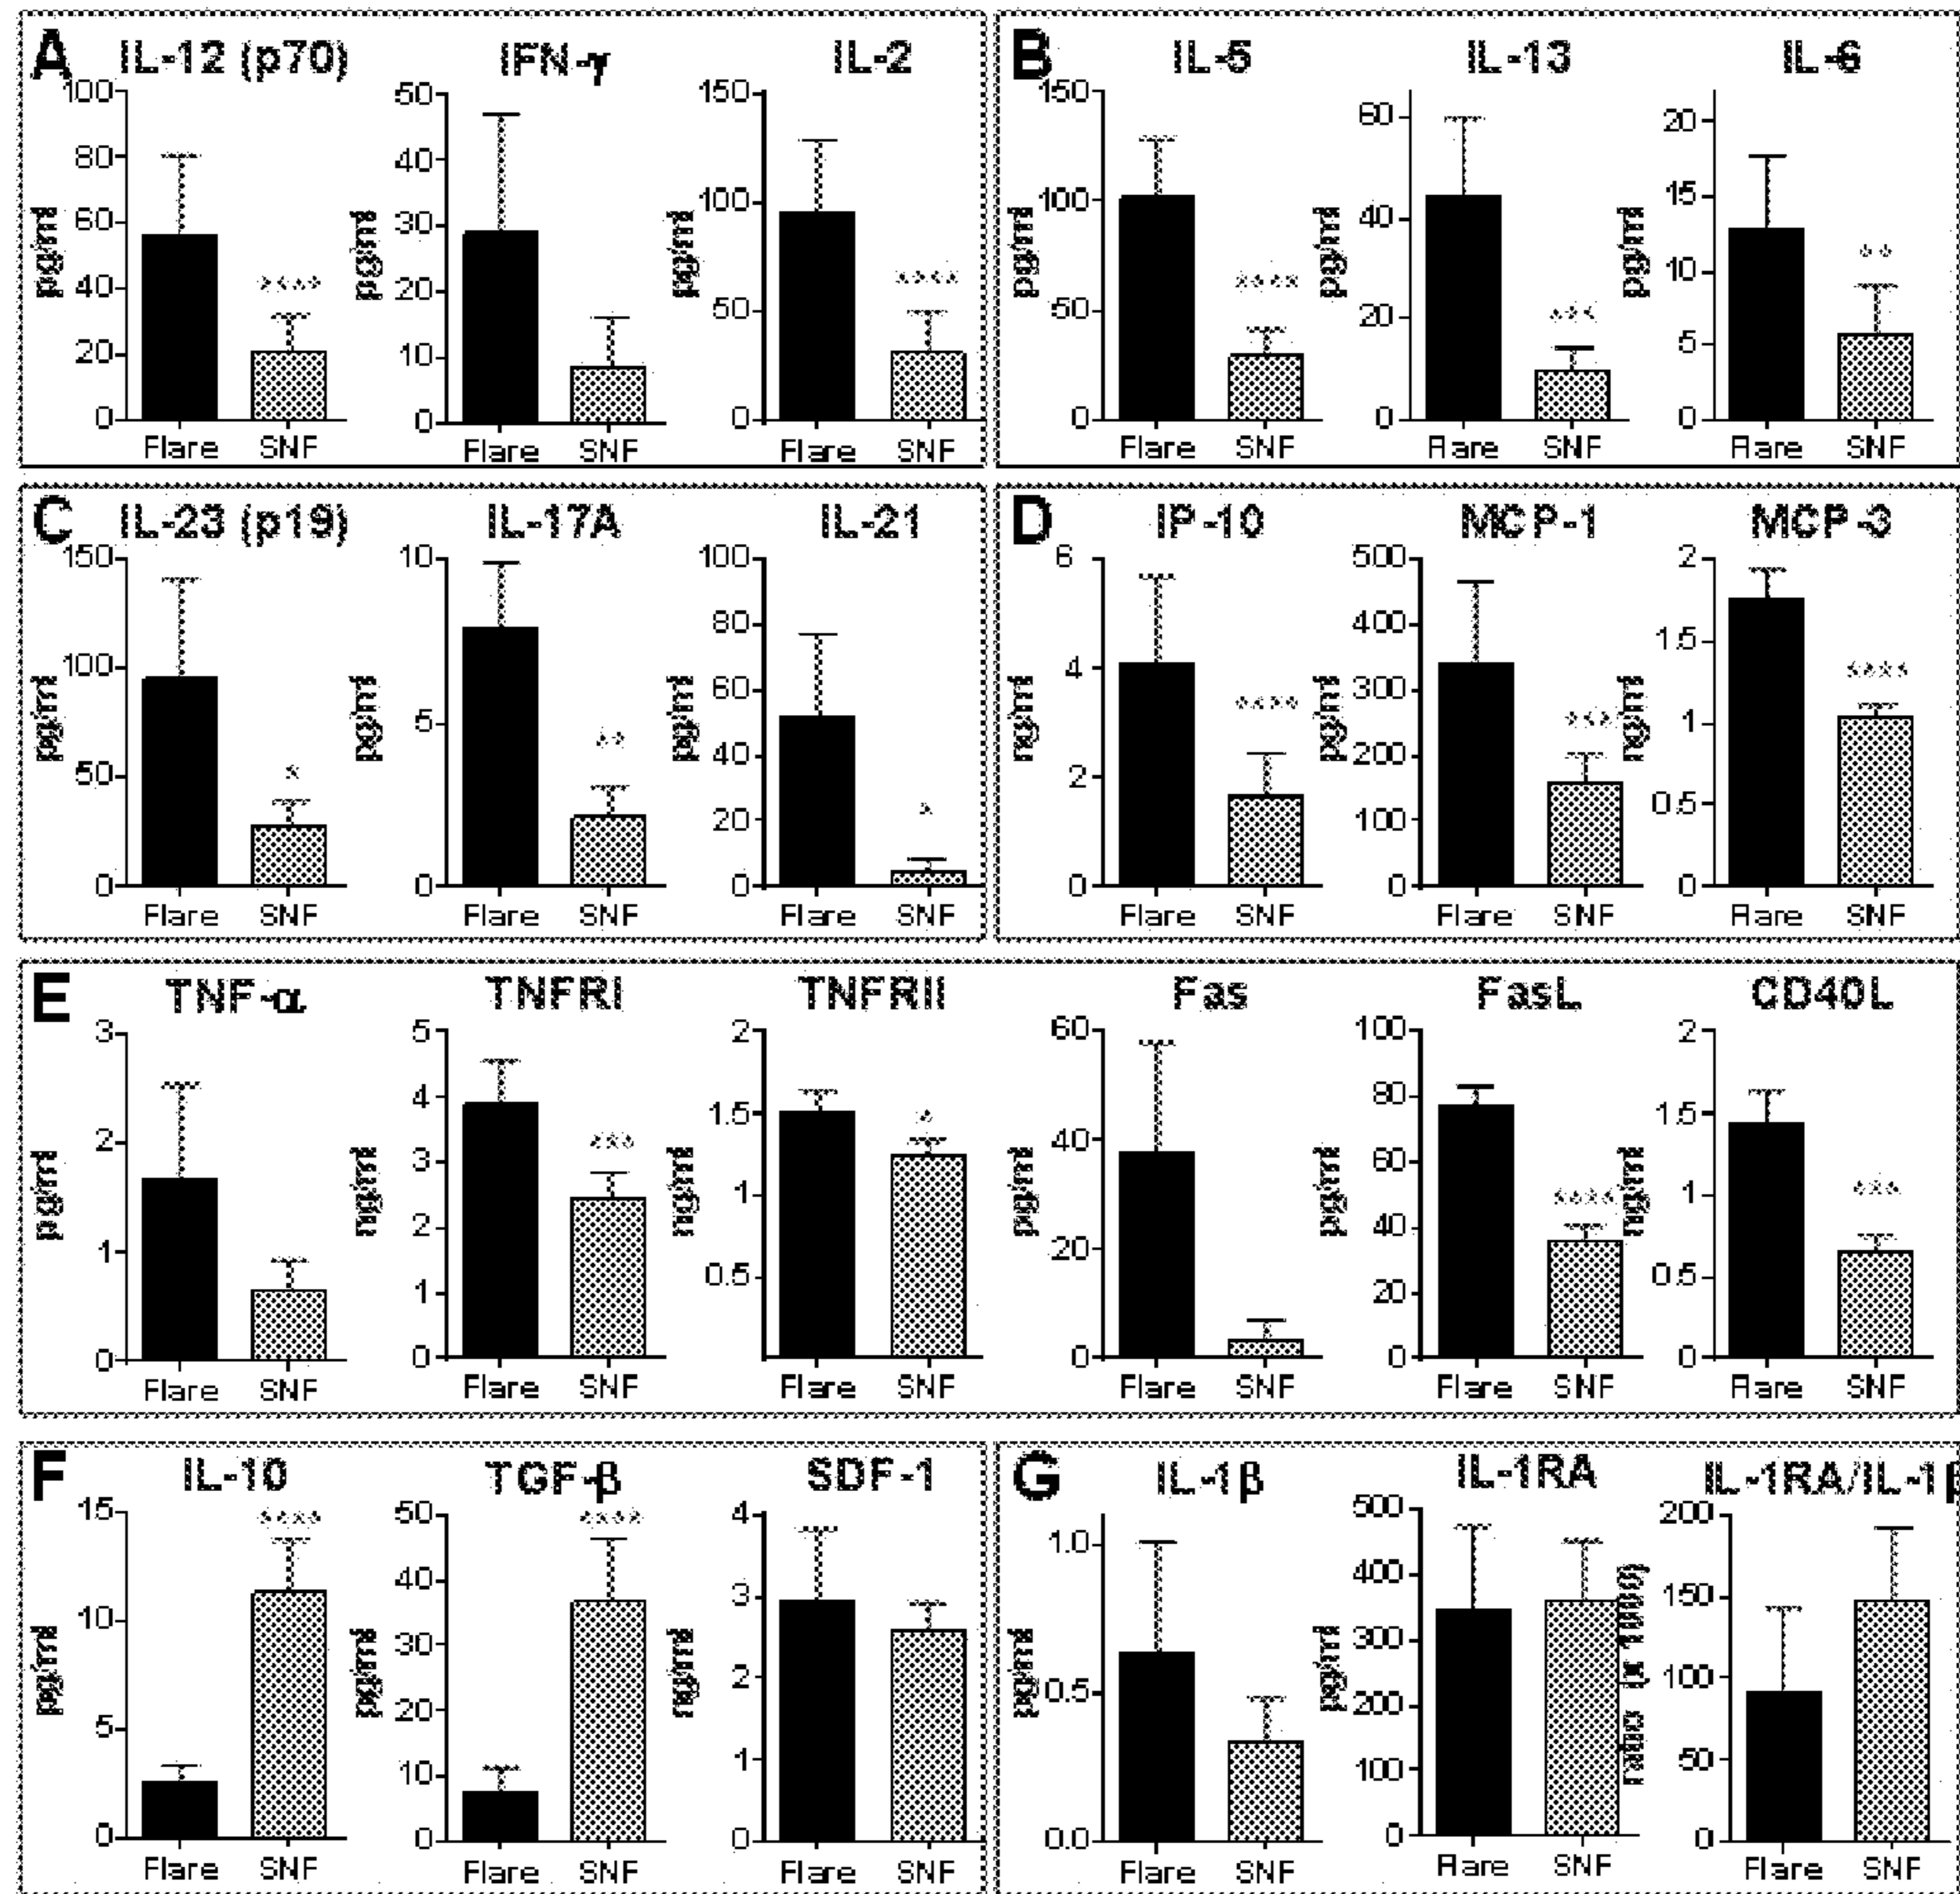 A IL-12 (p70) IFN-γ IL-2
pg/ml 100 80 60 40 20 0 **** Flare SNF
pg/ml 50 40 30 20 10 0 Flare SNF
pg/ml 150 100 50 0 **** Flare SNF
B IL-5 IL-13 IL-6
pg/ml 150 100 50 0 **** Flare SNF
pg/ml 60 40 20 0 *** Flare SNF
pg/ml 20 15 10 5 0 ** Flare SNF
C IL-23 (p19) IL-17A IL-21
pg/ml 150 100 50 0 * Flare SNF
pg/ml 10 5 0 ** Flare SNF
pg/ml 100 80 60 40 20 0 * Flare SNF
D IP-10 MCP-1 MCP-3
ng/ml 6 4 2 0 **** Flare SNF
pg/ml 500 400 300 200 100 0 Flare SNF
ng/ml 2 1.5 1 0.5 0 **** Flare SNF
E TNF-α TNFRI TNFRII Fas FasL CD40L
pg/ml 3 2 1 0 Flare SNF
ng/ml 5 4 3 2 1 0 *** Flare SNF
ng/ml 2 1.5 1 0.5 * Flare SNF
pg/ml 60 40 20 0 Flare SNF
pg/ml 100 80 60 40 20 0 **** Flare SNF
ng/ml 2 1.5 1 0.5 0 *** Flare SNF
F IL-10 TGF-β SDF-1
pg/ml 15 10 5 0 **** Flare SNF
pg/ml 50 40 30 20 10 0 **** Flare SNF
ng/ml 4 3 2 1 0 Flare SNF
G IL-1β IL-1RA IL-1RA/IL-1β
pg/ml 1.0 0.5 0.0 Flare SNF
pg/ml 500 400 300 200 100 0 Flare SNF
200 150 100 50 0 Flare SNF